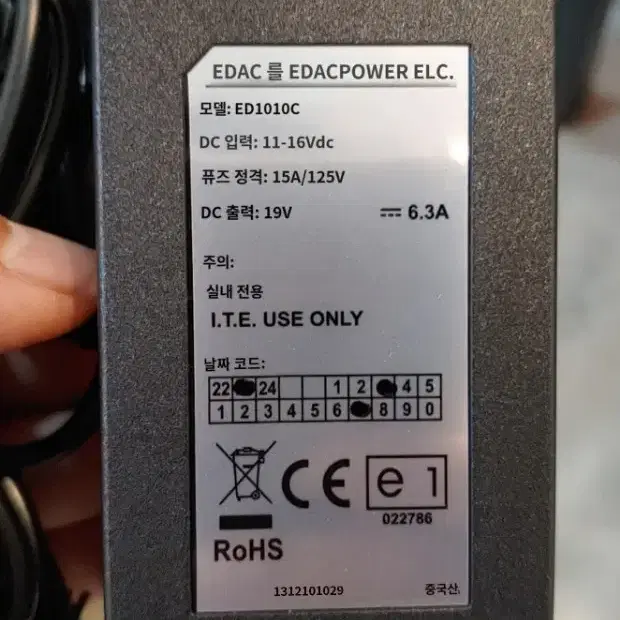 EDAC 를 EDACPOWER ELC.
모델: ED1010C
DC 입력: 11-16Vdc
퓨즈 정격: 15A/125V
DC 출력: 19V ⎓ 6.3A
주의:
실내 전용
I.T.E. USE ONLY
날짜 코드:
22 24 1 2 4 5
1 2 3 4 5 6 8 9 0
CE e 1
022786
RoHS
1312101029 중국산.